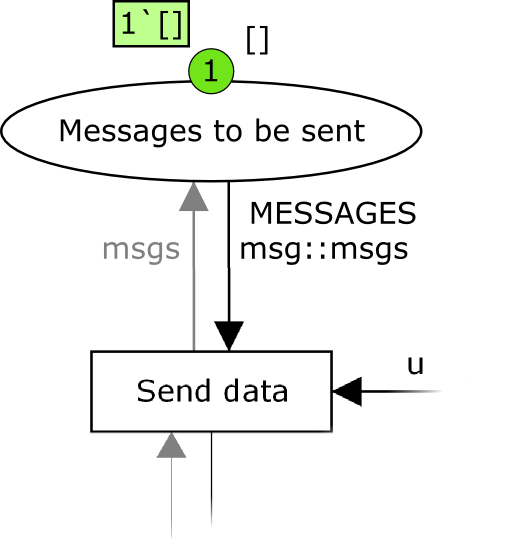 1`[]
[]
1
Messages to be sent
MESSAGES
msgs
msg::msgs
u
Send data